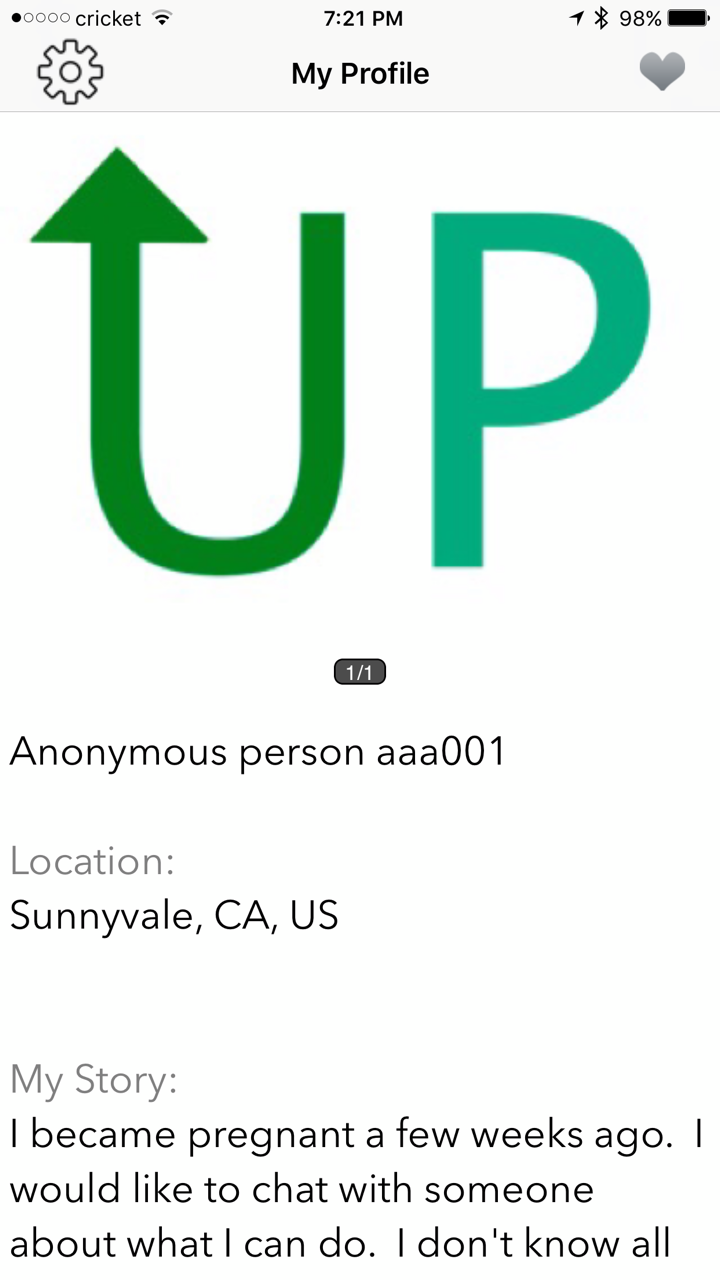 cricket 7:21 PM 98%
My Profile
UP
1/1
Anonymous person aaa001
Location:
Sunnyvale, CA, US
My Story:
I became pregnant a few weeks ago.  I
would like to chat with someone
about what I can do.  I don't know all